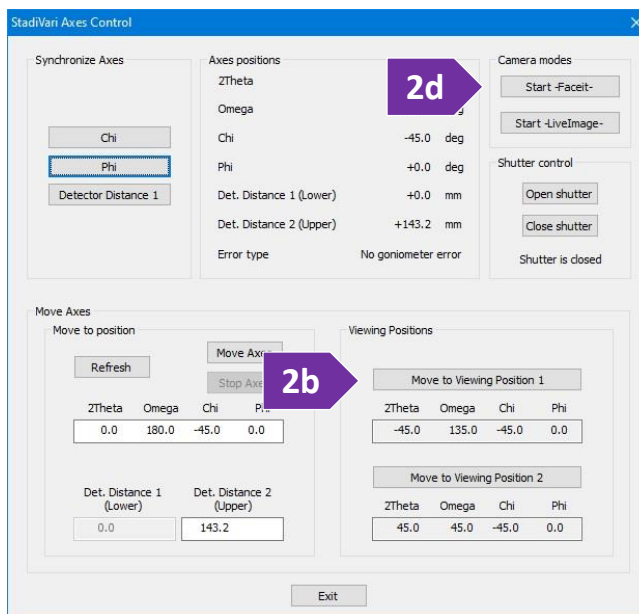 StadiVari Axes Control
Synchronize Axes
Chi
Phi
Detector Distance 1
Axes positions
2Theta
Omega
Chi -45.0 deg
Phi +0.0 deg
Det. Distance 1 (Lower) +0.0 mm
Det. Distance 2 (Upper) +143.2 mm
Error type No goniometer error
2d
Camera modes
Start -Faceit-
Start -LiveImage-
Shutter control
Open shutter
Close shutter
Shutter is closed
Move Axes
Move to position
Refresh
Move Axes
Stop Axes
2Theta Omega Chi Phi
0.0 180.0 -45.0 0.0
Det. Distance 1 (Lower)
0.0
Det. Distance 2 (Upper)
143.2
2b
Viewing Positions
Move to Viewing Position 1
2Theta Omega Chi Phi
-45.0 135.0 -45.0 0.0
Move to Viewing Position 2
2Theta Omega Chi Phi
45.0 45.0 -45.0 0.0
Exit